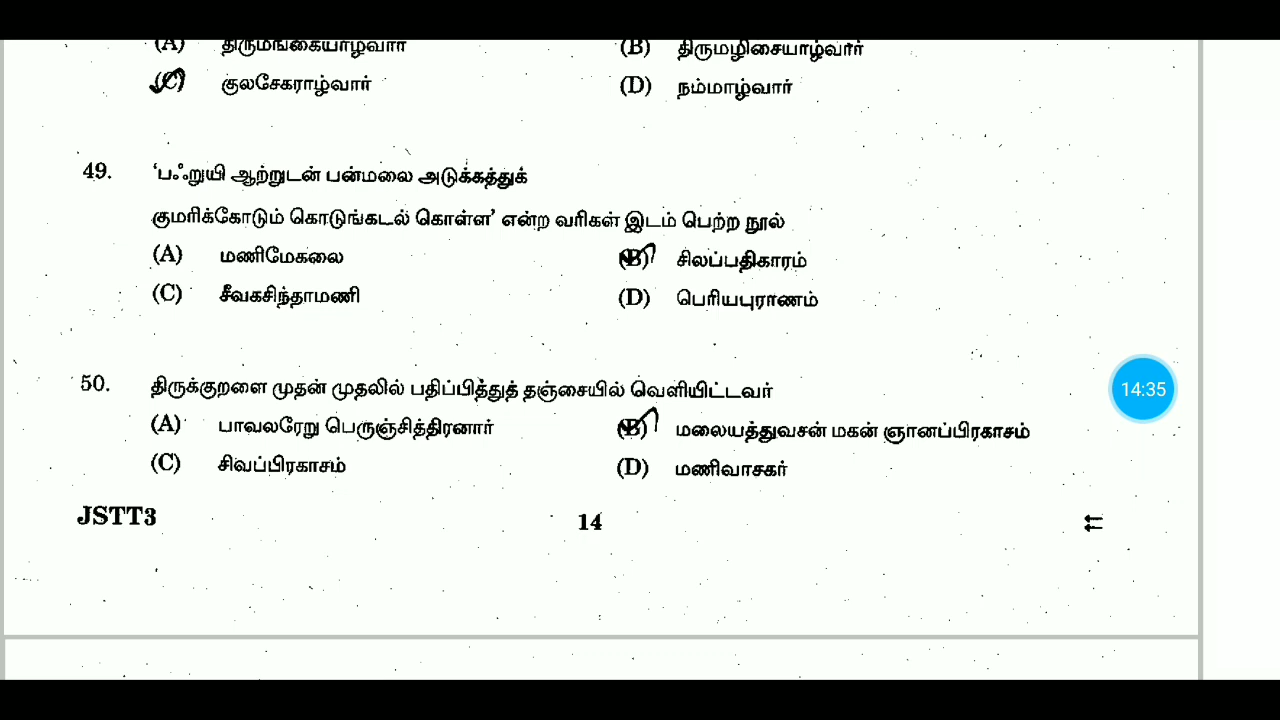 (A) திருமங்கையாழ்வார் (B) திருமழிசையாழ்வார்
(C) குலசேகராழ்வார் (D) நம்மாழ்வார்
49. ‘பஃறுயி ஆற்றுடன் பன்மலை அடுக்கத்துக்
குமரிக்கோடும் கொடுங்கடல் கொள்ள’ என்ற வரிகள் இடம் பெற்ற நூல்
(A) மணிமேகலை (B) சிலப்பதிகாரம்
(C) சீவகசிந்தாமணி (D) பெரியபுராணம்
50. திருக்குறளை முதன் முதலில் பதிப்பித்துத் தஞ்சையில் வெளியிட்டவர்
14:35
(A) பாவலரேறு பெருஞ்சித்திரனார் (B) மலையத்துவசன் மகன் ஞானப்பிரகாசம்
(C) சிவப்பிரகாசம் (D) மணிவாசகர்
JSTT3 14